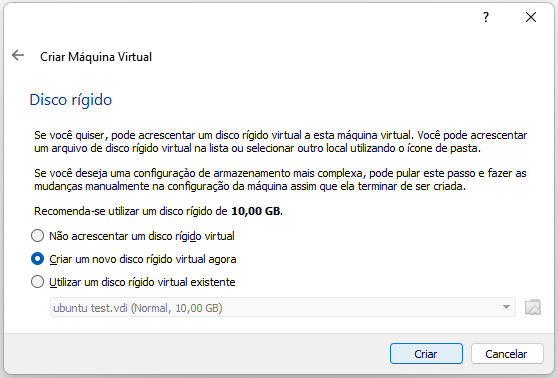 ?
Criar Máquina Virtual
Disco rígido
Se você quiser, pode acrescentar um disco rígido virtual a esta máquina virtual. Você pode acrescentar
um arquivo de disco rígido virtual na lista ou selecionar outro local utilizando o ícone de pasta.
Se você deseja uma configuração de armazenamento mais complexa, pode pular este passo e fazer as
mudanças manualmente na configuração da máquina assim que ela terminar de ser criada.
Recomenda-se utilizar um disco rígido de 10,00 GB.
Não acrescentar um disco rígido virtual
Criar um novo disco rígido virtual agora
Utilizar um disco rígido virtual existente
ubuntu test.vdi (Normal, 10,00 GB)
Criar
Cancelar